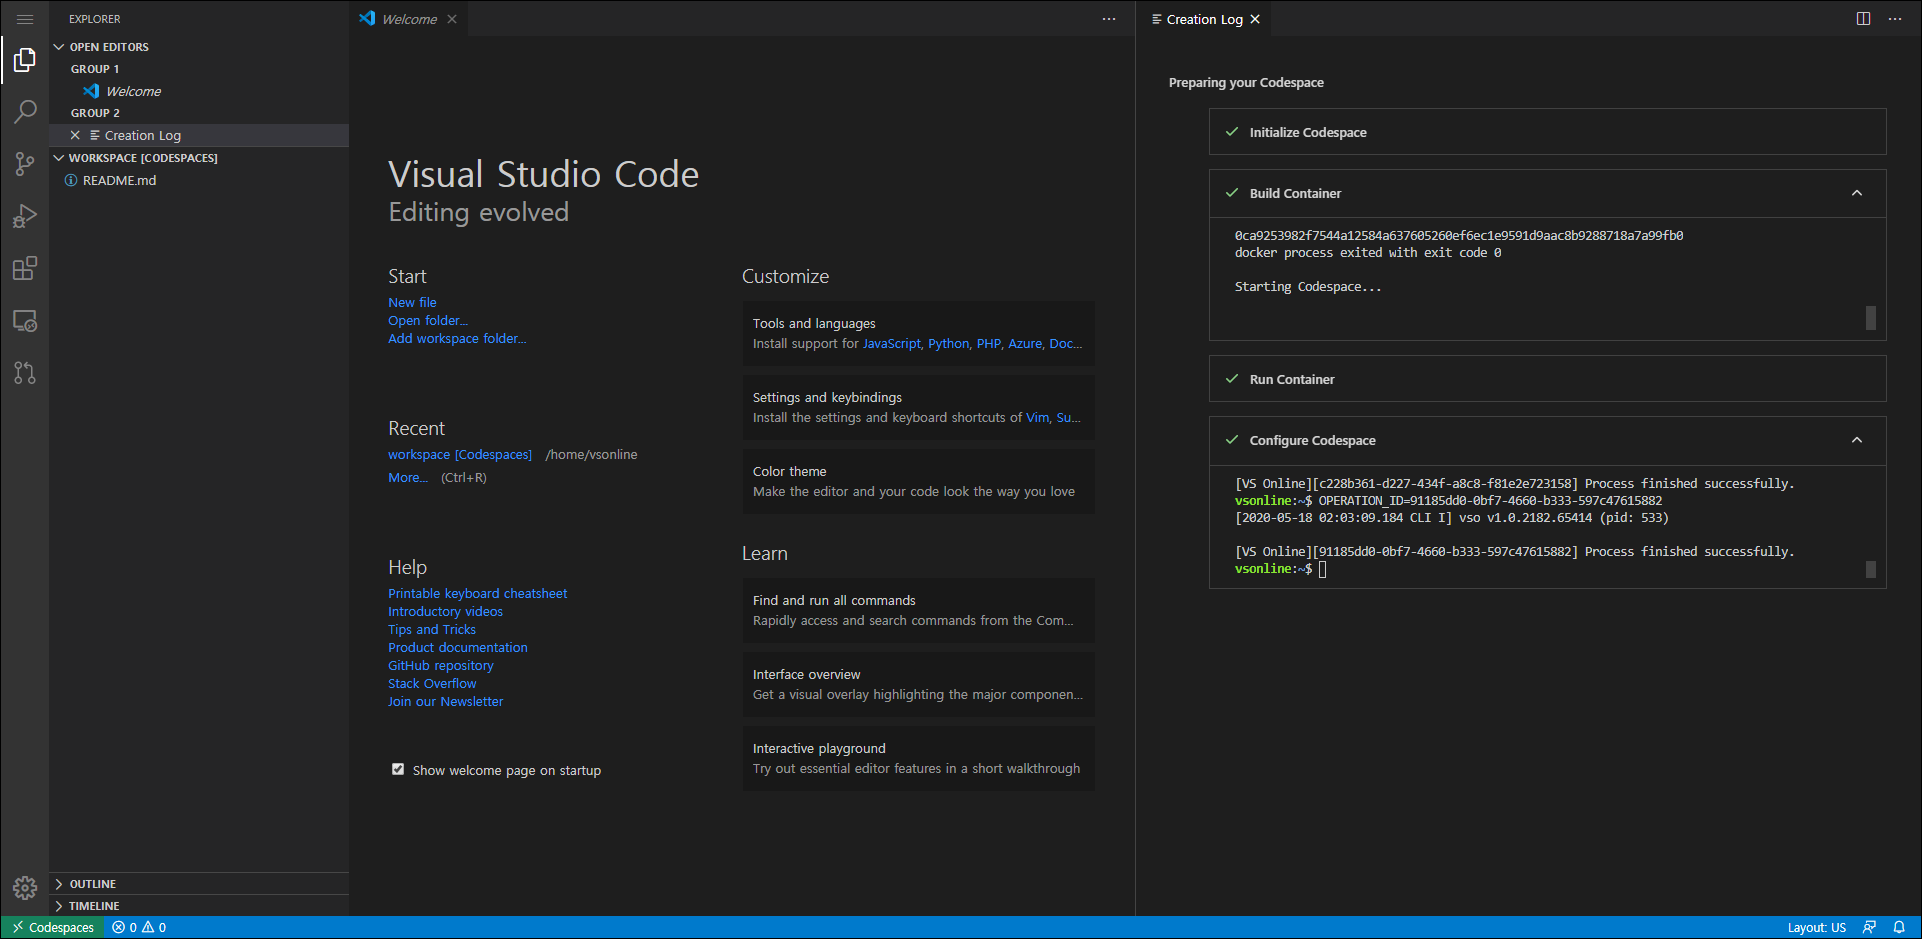 EXPLORER
OPEN EDITORS
GROUP 1
Welcome
GROUP 2
Creation Log
WORKSPACE [CODESPACES]
README.md
OUTLINE
TIMELINE
Welcome
Visual Studio Code
Editing evolved
Start
New file
Open folder...
Add workspace folder...
Recent
workspace [Codespaces] /home/vsonline
More... (Ctrl+R)
Help
Printable keyboard cheatsheet
Introductory videos
Tips and Tricks
Product documentation
GitHub repository
Stack Overflow
Join our Newsletter
Show welcome page on startup
Customize
Tools and languages
Install support for JavaScript, Python, PHP, Azure, Doc...
Settings and keybindings
Install the settings and keyboard shortcuts of Vim, Su...
Color theme
Make the editor and your code look the way you love
Learn
Find and run all commands
Rapidly access and search commands from the Com...
Interface overview
Get a visual overlay highlighting the major componen...
Interactive playground
Try out essential editor features in a short walkthrough
Creation Log
Preparing your Codespace
Initialize Codespace
Build Container
0ca9253982f7544a12584a637605260ef6ec1e9591d9aac8b9288718a7a99fb0
docker process exited with exit code 0
Starting Codespace...
Run Container
Configure Codespace
[VS Online][c228b361-d227-434f-a8c8-f81e2e723158] Process finished successfully.
vsonline:~$ OPERATION_ID=91185dd0-0bf7-4660-b333-597c47615882
[2020-05-18 02:03:09.184 CLI I] vso v1.0.2182.65414 (pid: 533)
[VS Online][91185dd0-0bf7-4660-b333-597c47615882] Process finished successfully.
vsonline:~$
Codespaces
0
0
Layout: US